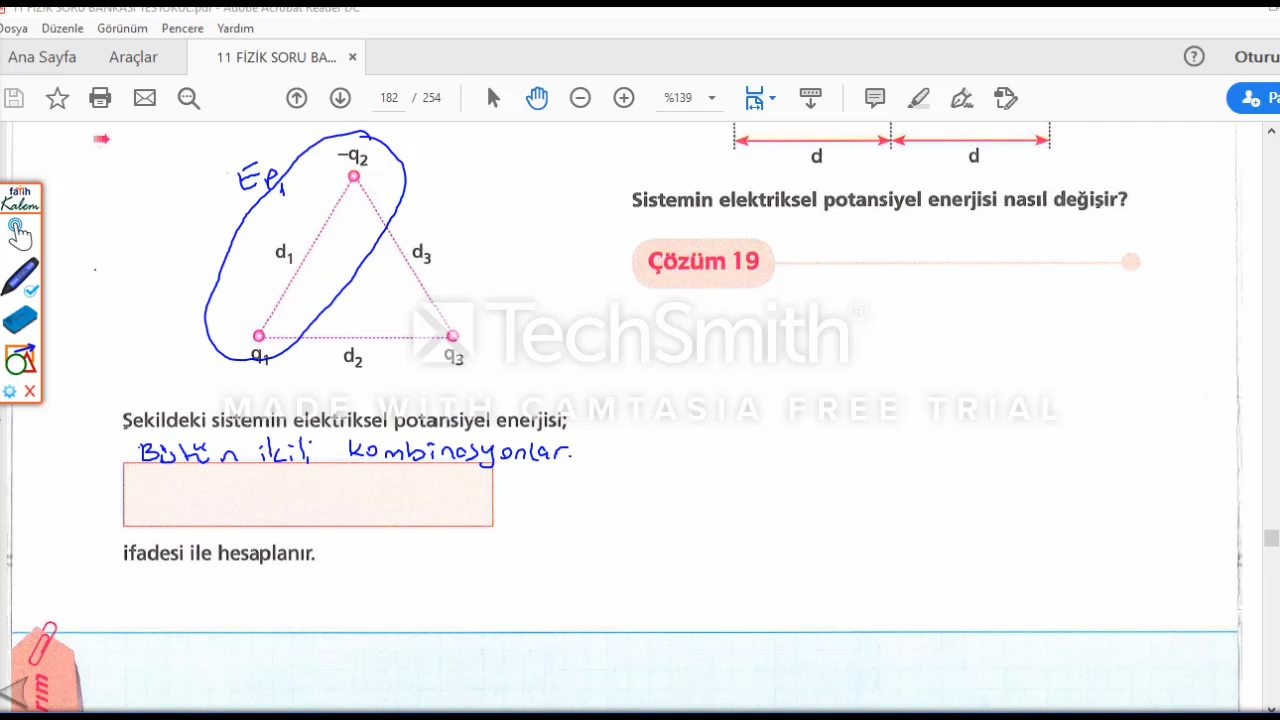 11 FİZİK SORU BANKASI TESTOKUL.pdf - Adobe Acrobat Reader DC
Dosya Düzenle Görünüm Pencere Yardım
Ana Sayfa Araçlar 11 FİZİK SORU BA... × ? Oturu
182 / 254 %139 Pa
fatih
Kalem
Ep1
−q2
d1
d3
q1
d2
q3
Şekildeki sistemin elektriksel potansiyel enerjisi;
Bütün ikili kombinasyonlar.
ifadesi ile hesaplanır.
d d
Sistemin elektriksel potansiyel enerjisi nasıl değişir?
Çözüm 19
TechSmith®
MADE WITH CAMTASIA FREE TRIAL